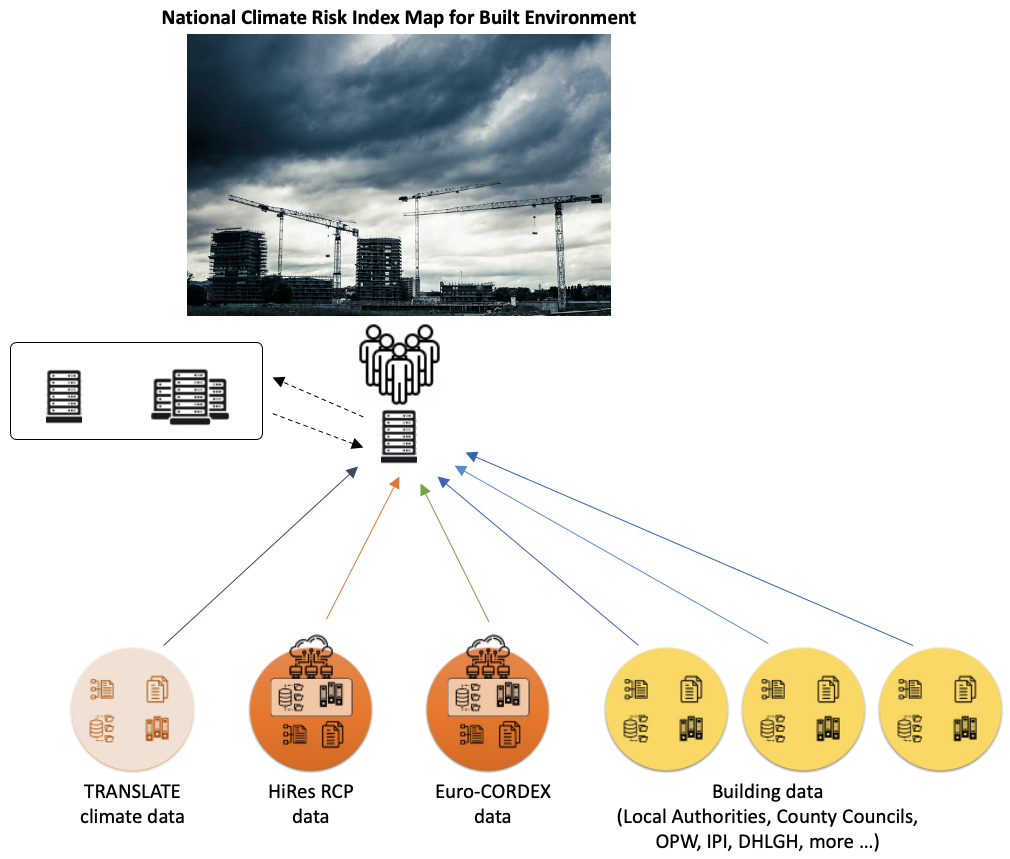 National Climate Risk Index Map for Built Environment
TRANSLATE
climate data
HiRes RCP
data
Euro-CORDEX
data
Building data
(Local Authorities, County Councils,
OPW, IPI, DHLGH, more ...)